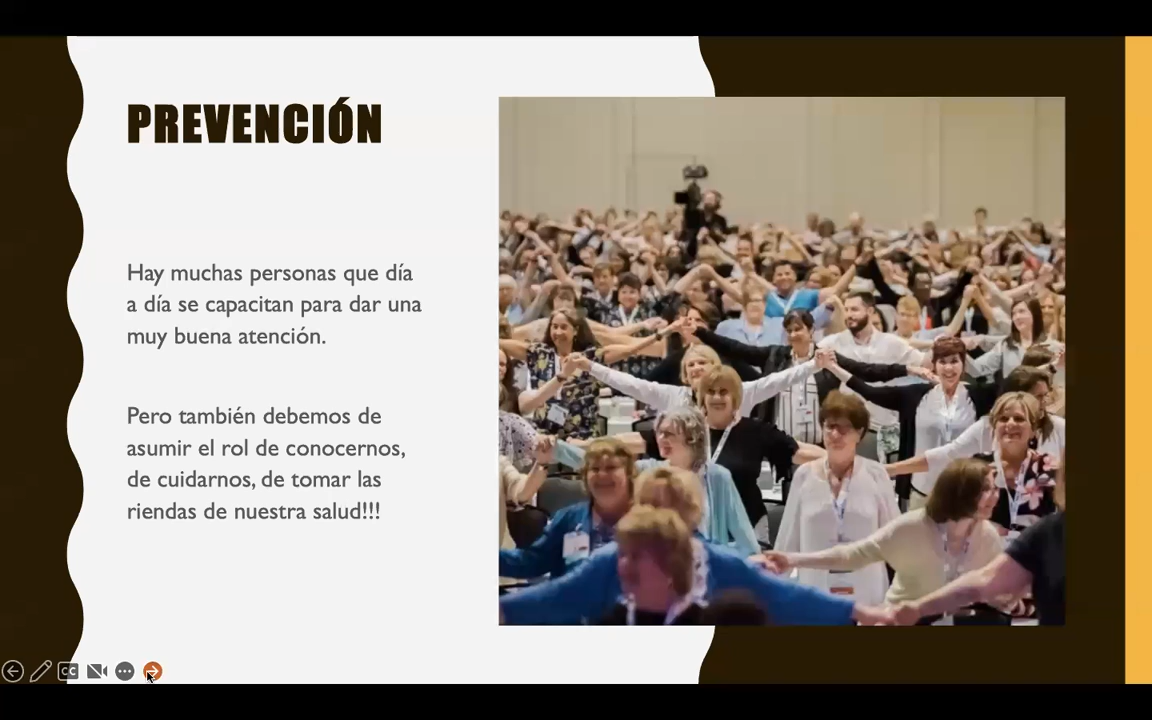 PREVENCIÓN
Hay muchas personas que día
a día se capacitan para dar una
muy buena atención.
Pero también debemos de
asumir el rol de conocernos,
de cuidarnos, de tomar las
riendas de nuestra salud!!!
CC